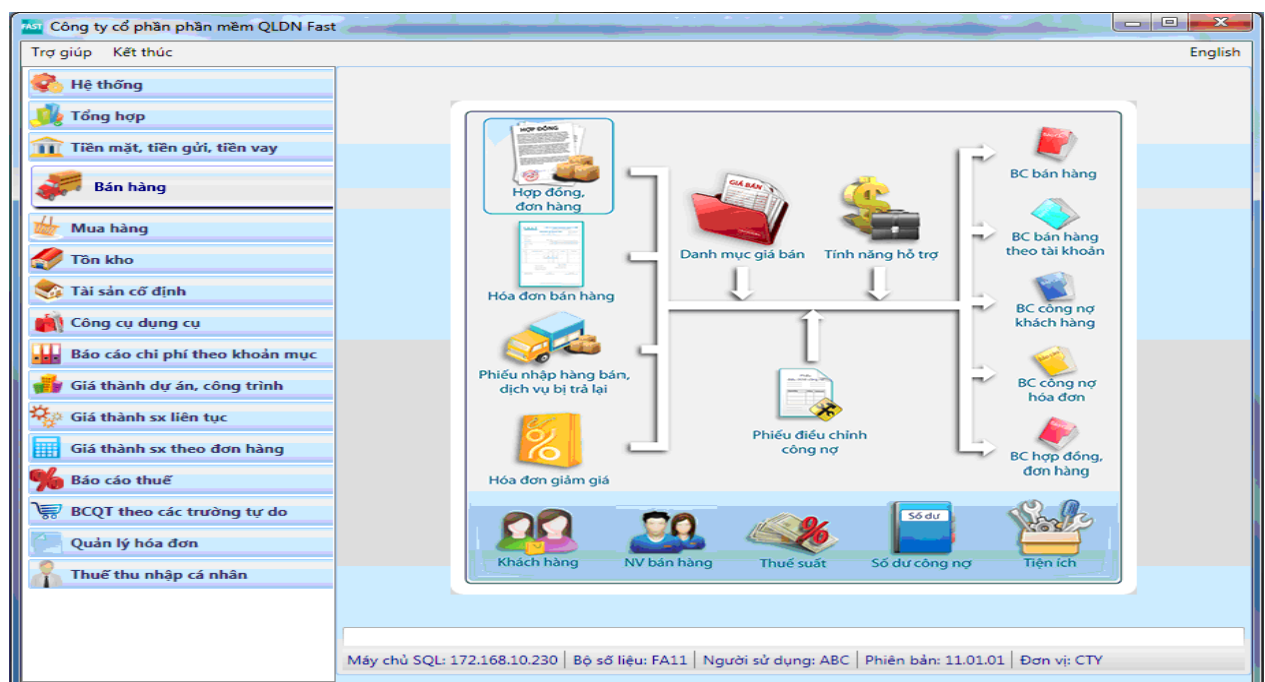 FAST Công ty cổ phần phần mềm QLDN Fast
Trợ giúp Kết thúc English
Hệ thống
Tổng hợp
Tiền mặt, tiền gửi, tiền vay
Bán hàng
Mua hàng
Tồn kho
Tài sản cố định
Công cụ dụng cụ
Báo cáo chi phí theo khoản mục
Giá thành dự án, công trình
Giá thành sx liên tục
Giá thành sx theo đơn hàng
Báo cáo thuế
BCQT theo các trường tự do
Quản lý hóa đơn
Thuế thu nhập cá nhân
HỢP ĐỒNG
Hợp đồng,
đơn hàng
Hóa đơn bán hàng
Phiếu nhập hàng bán,
dịch vụ bị trả lại
Hóa đơn giảm giá
GIÁ BÁN
Danh mục giá bán
Tính năng hỗ trợ
Phiếu điều chỉnh
công nợ
BC bán hàng
BC bán hàng
theo tài khoản
BC công nợ
khách hàng
BC công nợ
hóa đơn
BC hợp đồng,
đơn hàng
Khách hàng
NV bán hàng
Thuế suất
Số dư
Số dư công nợ
Tiện ích
Máy chủ SQL: 172.168.10.230 Bộ số liệu: FA11 Người sử dụng: ABC Phiên bản: 11.01.01 Đơn vị: CTY